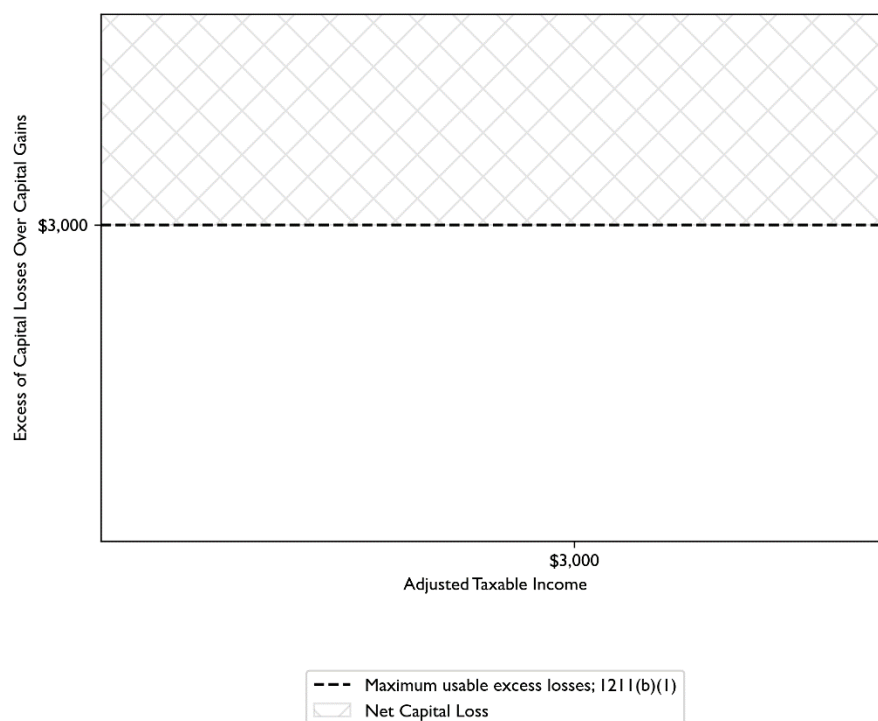 Excess of Capital Losses Over Capital Gains
$3,000
$3,000
Adjusted Taxable Income
Maximum usable excess losses; 1211(b)(1)
Net Capital Loss